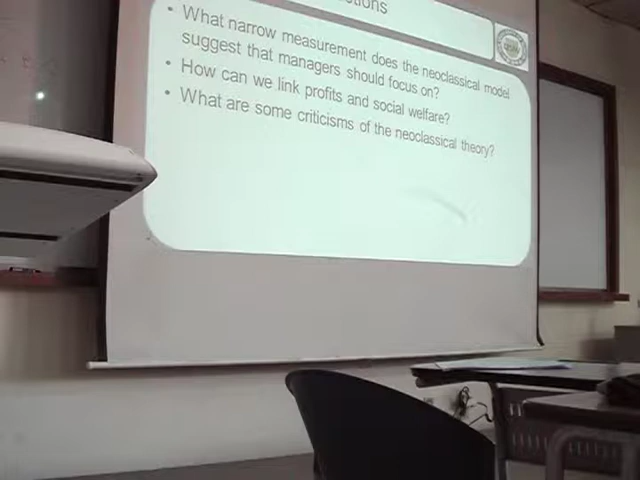 • What narrow measurement does the neoclassical model
suggest that managers should focus on?
• How can we link profits and social welfare?
• What are some criticisms of the neoclassical theory?